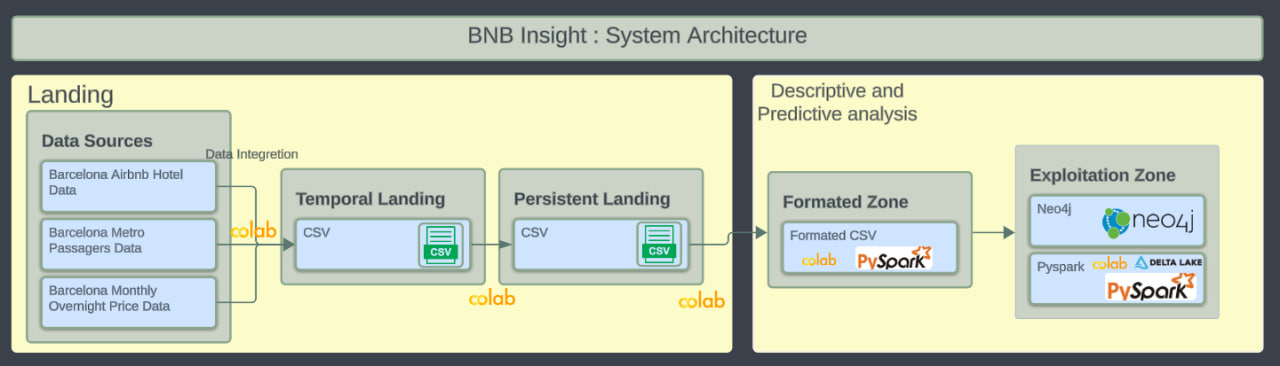 BNB Insight : System Architecture
Landing
Data Sources
Barcelona Airbnb Hotel
Data
Barcelona Metro
Passagers Data
Barcelona Monthly
Overnight Price Data
Data Integretion
colab
Temporal Landing
CSV
CSV
colab
Persistent Landing
CSV
CSV
colab
Descriptive and
Predictive analysis
Formated Zone
Formated CSV
colab PySpark
Exploitation Zone
Neo4j
neo4j
Pyspark colab DELTA LAKE
PySpark